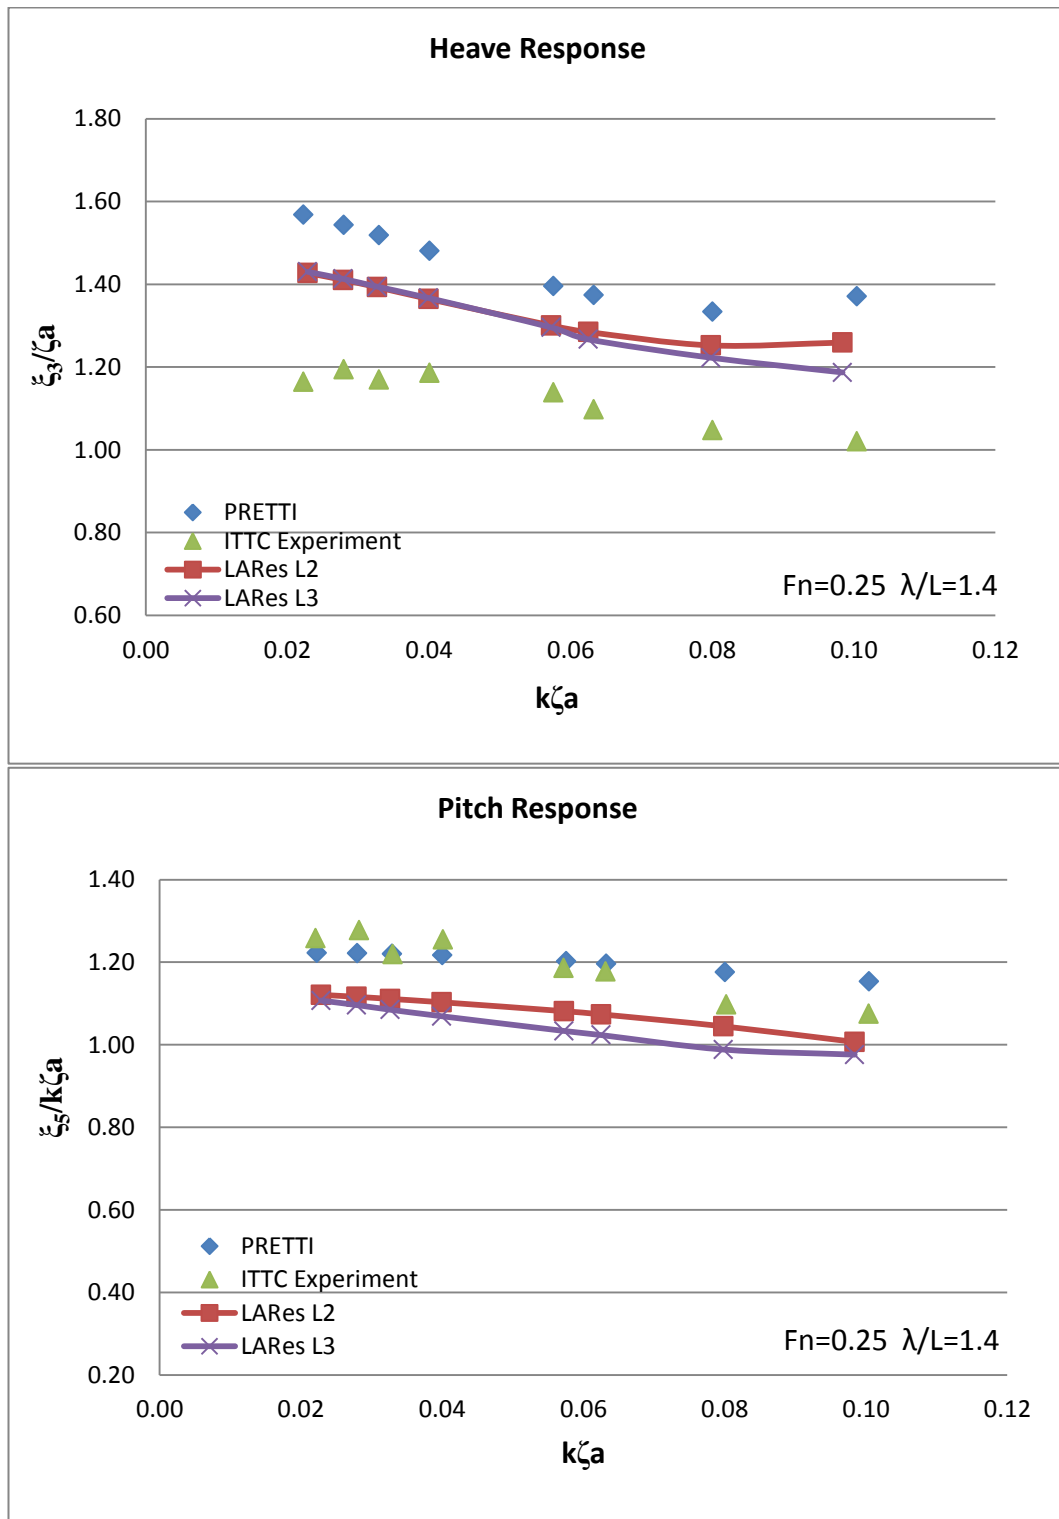 Heave Response
1.80
1.60
1.40
1.20
1.00
0.80
0.60
ξ₃/ζa
PRETTI
ITTC Experiment
LARes L2
LARes L3
Fn=0.25 λ/L=1.4
0.00 0.02 0.04 0.06 0.08 0.10 0.12
kζa
Pitch Response
1.40
1.20
1.00
0.80
0.60
0.40
0.20
ξ₅/kζa
PRETTI
ITTC Experiment
LARes L2
LARes L3
Fn=0.25 λ/L=1.4
0.00 0.02 0.04 0.06 0.08 0.10 0.12
kζa